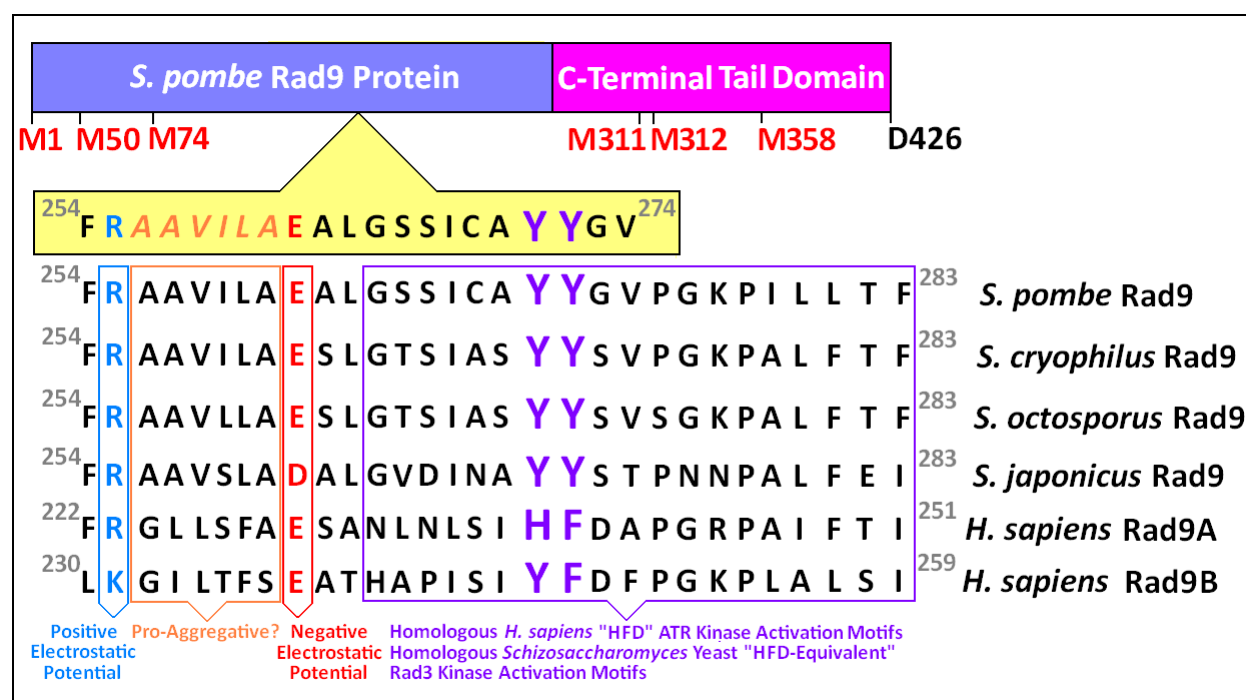 S. pombe Rad9 Protein C-Terminal Tail Domain
M1 M50 M74 M311 M312 M358 D426
254 F R A A V I L A E A L G S S I C A Y Y G V 274
254 F R A A V I L A E A L G S S I C A Y Y G V P G K P I L L T F 283 S. pombe Rad9
254 F R A A V I L A E S L G T S I A S Y Y S V P G K P A L F T F 283 S. cryophilus Rad9
254 F R A A V L L A E S L G T S I A S Y Y S V S G K P A L F T F 283 S. octosporus Rad9
254 F R A A V S L A D A L G V D I N A Y Y S T P N N P A L F E I 283 S. japonicus Rad9
222 F R G L L S F A E S A N L N L S I H F D A P G R P A I F T I 251 H. sapiens Rad9A
230 L K G I L T F S E A T H A P I S I Y F D F P G K P L A L S I 259 H. sapiens Rad9B
Positive
Electrostatic
Potential
Pro-Aggregative?
Negative
Electrostatic
Potential
Homologous H. sapiens "HFD" ATR Kinase Activation Motifs
Homologous Schizosaccharomyces Yeast "HFD-Equivalent"
Rad3 Kinase Activation Motifs